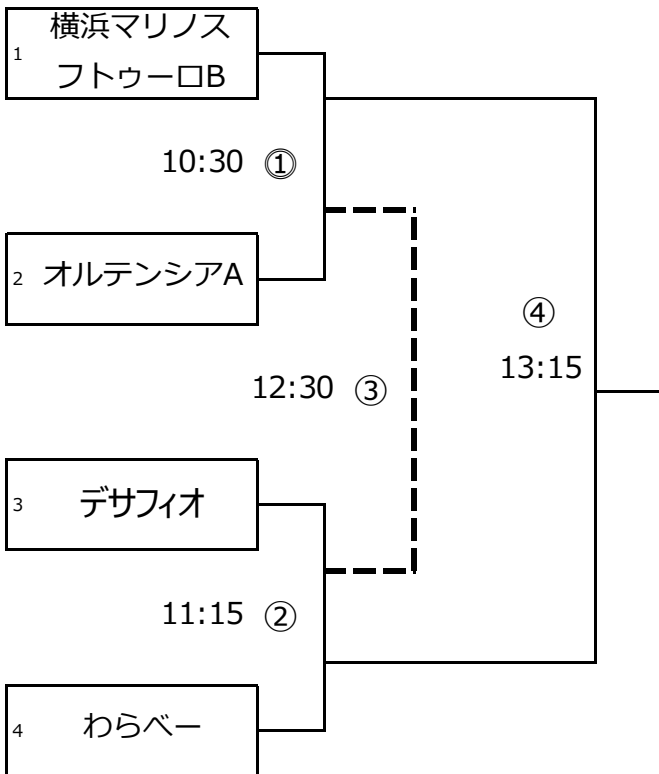 1
横浜マリノス
フトゥーロB
10:30 ①
2 オルテンシアA
④
13:15
12:30 ③
3 デサフィオ
11:15 ②
4 わらべー